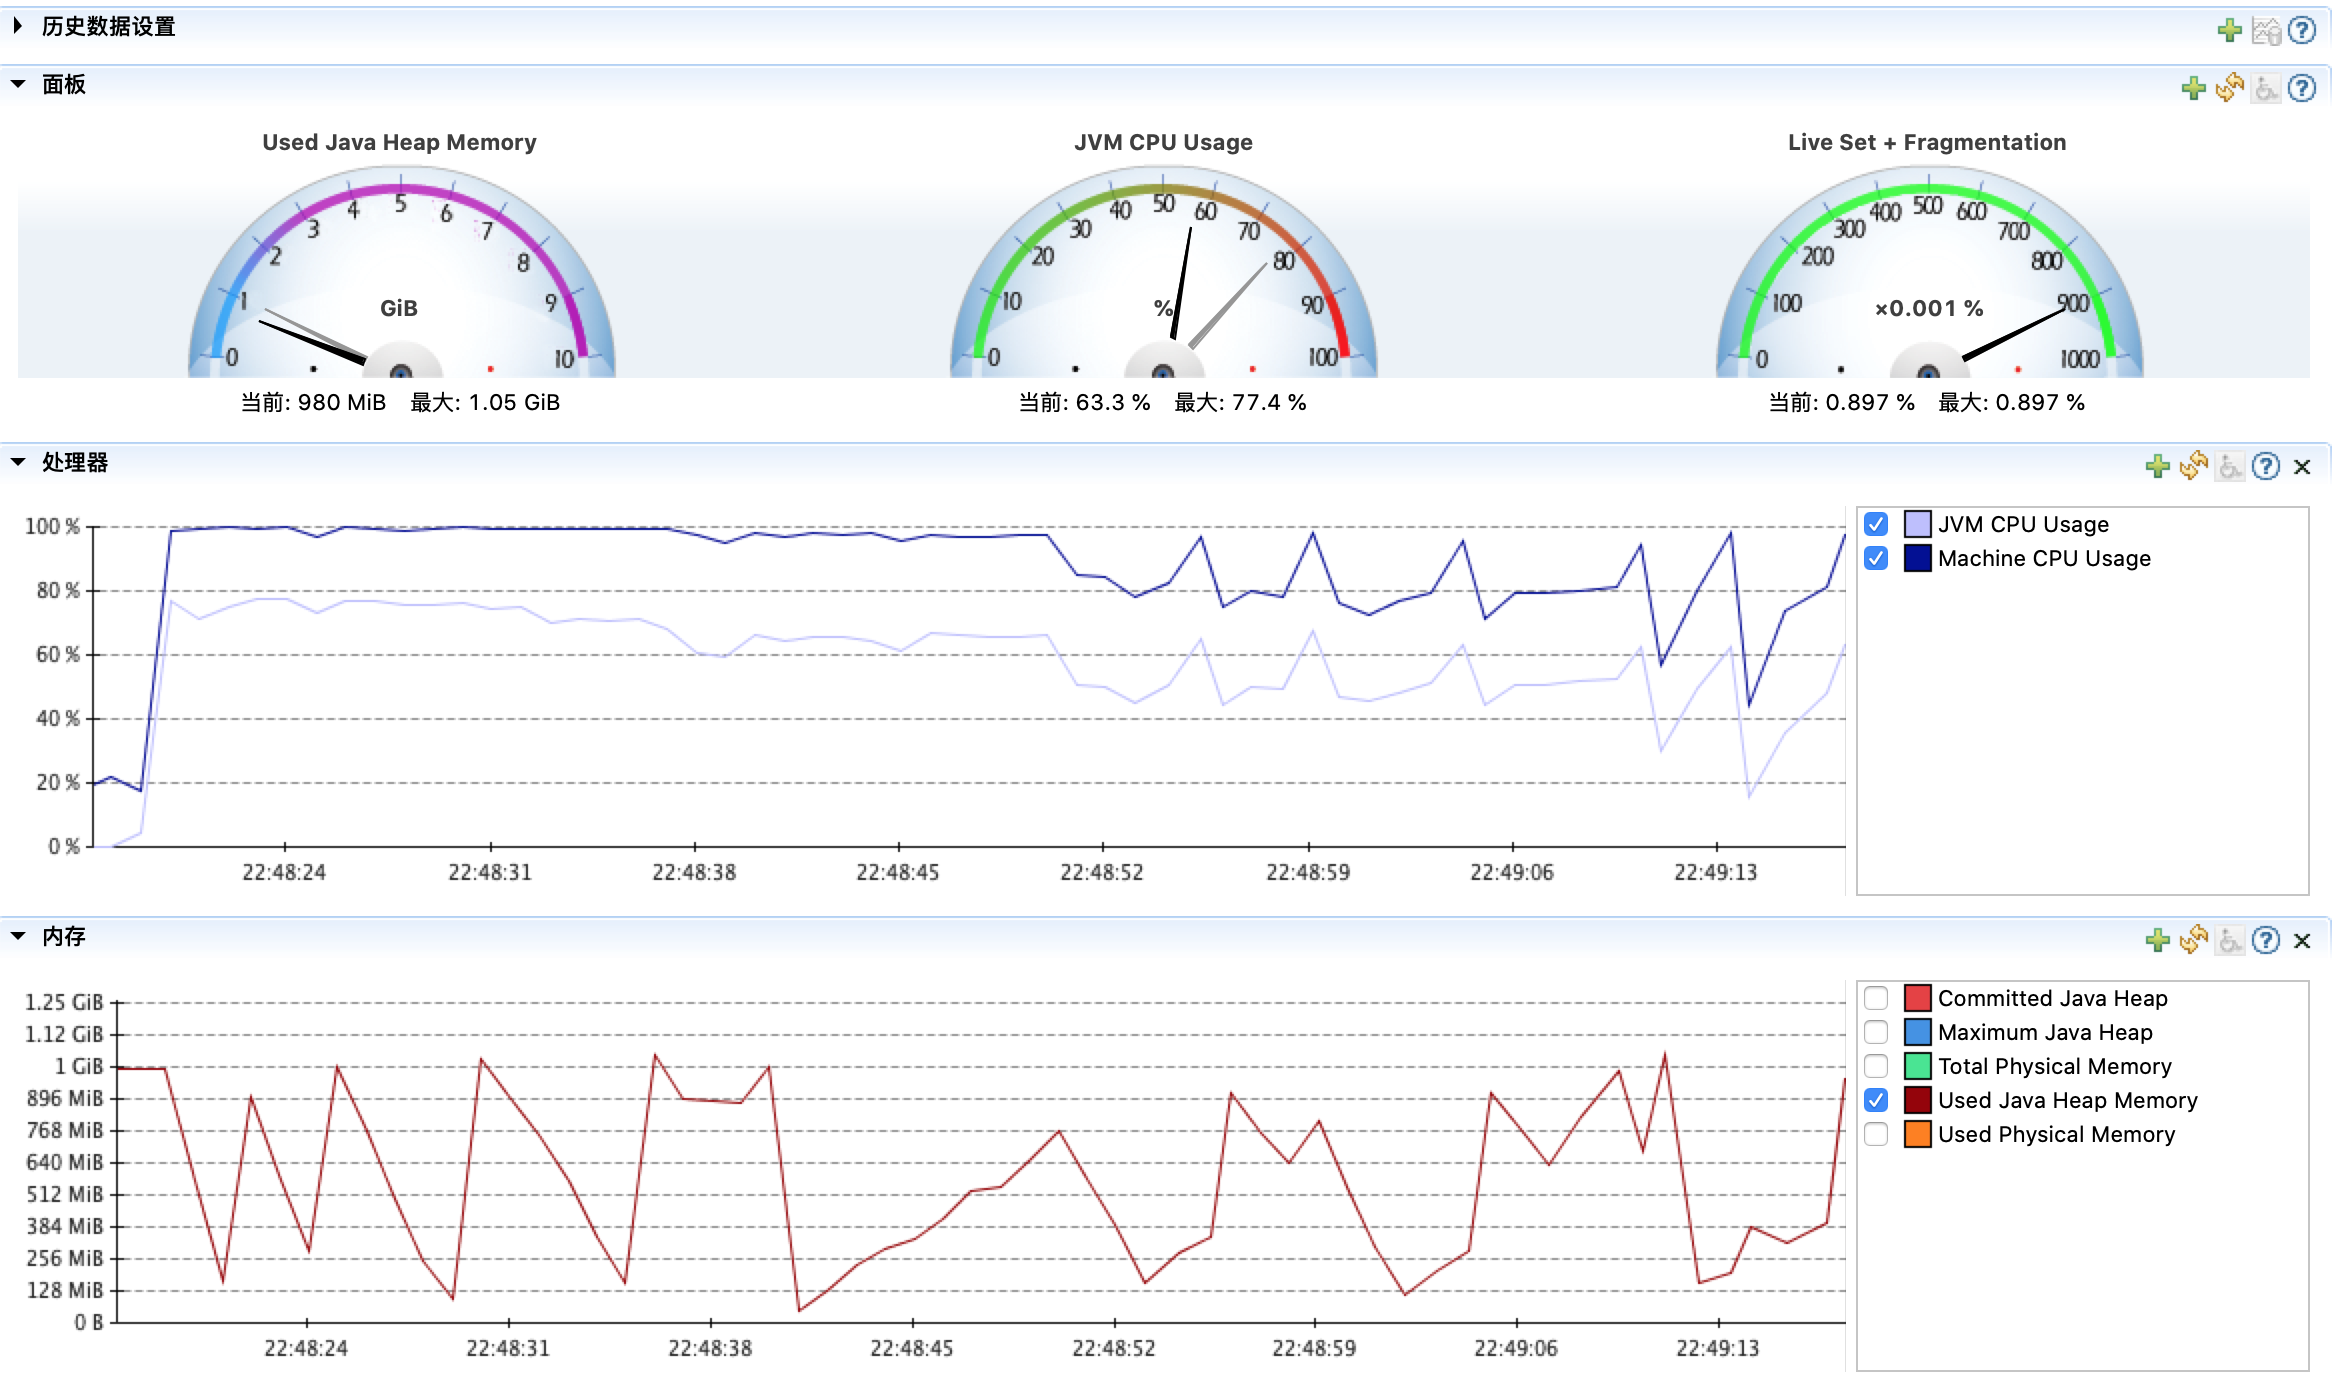 历史数据设置
面板
Used Java Heap Memory
0 1 2 3 4 5 6 7 8 9 10
GiB
当前: 980 MiB 最大: 1.05 GiB
JVM CPU Usage
0 10 20 30 40 50 60 70 80 90 100
%
当前: 63.3 % 最大: 77.4 %
Live Set + Fragmentation
0 100 200 300 400 500 600 700 800 900 1000
×0.001 %
当前: 0.897 % 最大: 0.897 %
处理器
100 %
80 %
60 %
40 %
20 %
0 %
22:48:24 22:48:31 22:48:38 22:48:45 22:48:52 22:48:59 22:49:06 22:49:13
JVM CPU Usage
Machine CPU Usage
内存
1.25 GiB
1.12 GiB
1 GiB
896 MiB
768 MiB
640 MiB
512 MiB
384 MiB
256 MiB
128 MiB
0 B
22:48:24 22:48:31 22:48:38 22:48:45 22:48:52 22:48:59 22:49:06 22:49:13
Committed Java Heap
Maximum Java Heap
Total Physical Memory
Used Java Heap Memory
Used Physical Memory